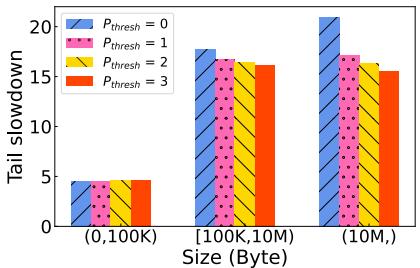 P_thresh = 0
P_thresh = 1
P_thresh = 2
P_thresh = 3
Tail slowdown
20
15
10
5
0
(0,100K)
[100K,10M)
(10M,)
Size (Byte)